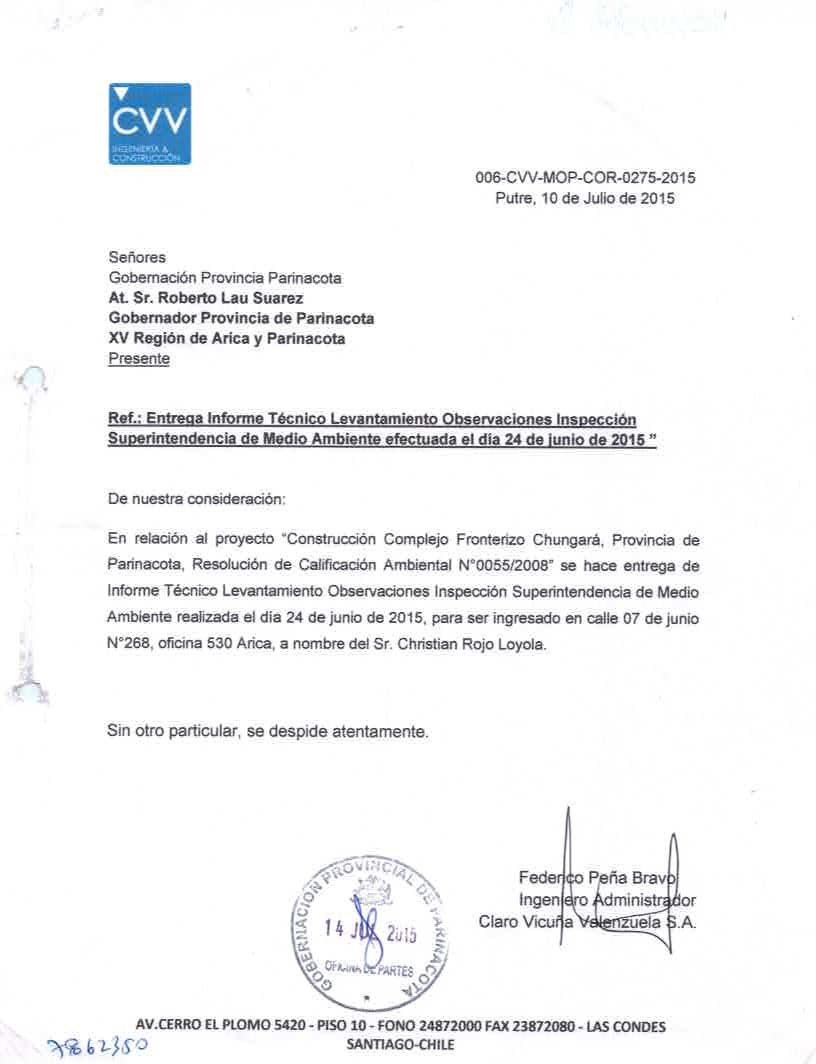 CVV
INGENIERÍA &
CONSTRUCCIÓN
006-CVV-MOP-COR-0275-2015
Putre, 10 de Julio de 2015
Señores
Gobernación Provincia Parinacota
At. Sr. Roberto Lau Suarez
Gobernador Provincia de Parinacota
XV Región de Arica y Parinacota
Presente
Ref.: Entrega Informe Técnico Levantamiento Observaciones Inspección
Superintendencia de Medio Ambiente efectuada el día 24 de junio de 2015 ”
De nuestra consideración:
En relación al proyecto “Construcción Complejo Fronterizo Chungará, Provincia de
Parinacota, Resolución de Calificación Ambiental N°0055/2008” se hace entrega de
Informe Técnico Levantamiento Observaciones Inspección Superintendencia de Medio
Ambiente realizada el día 24 de junio de 2015, para ser ingresado en calle 07 de junio
N°268, oficina 530 Arica, a nombre del Sr. Christian Rojo Loyola.
Sin otro particular, se despide atentamente.
Federico Peña Bravo
Ingeniero Administrador
Claro Vicuña Valenzuela S.A.
GOBERNACION PROVINCIAL DE PARINACOTA
14 JUL 2015
OFICINA DE PARTES
AV.CERRO EL PLOMO 5420 - PISO 10 - FONO 24872000 FAX 23872080 - LAS CONDES
SANTIAGO-CHILE
7862350